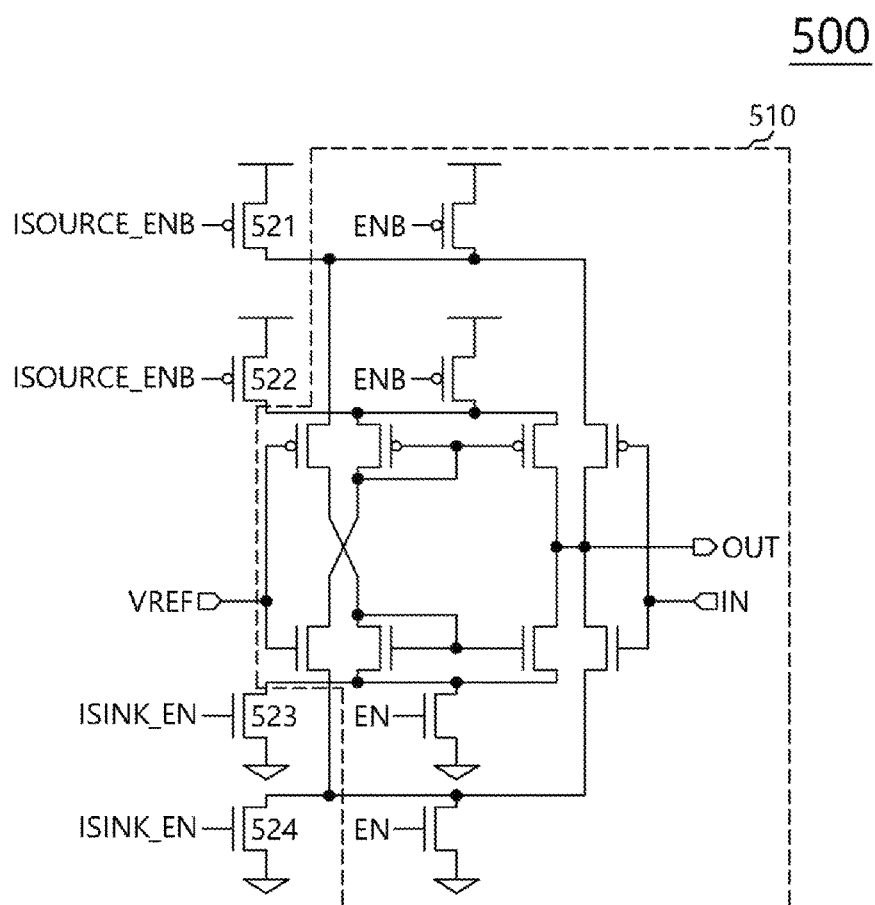 500
510
ISOURCE_ENB 521 ENB
ISOURCE_ENB 522 ENB
OUT
VREF IN
ISINK_EN 523 EN
ISINK_EN 524 EN